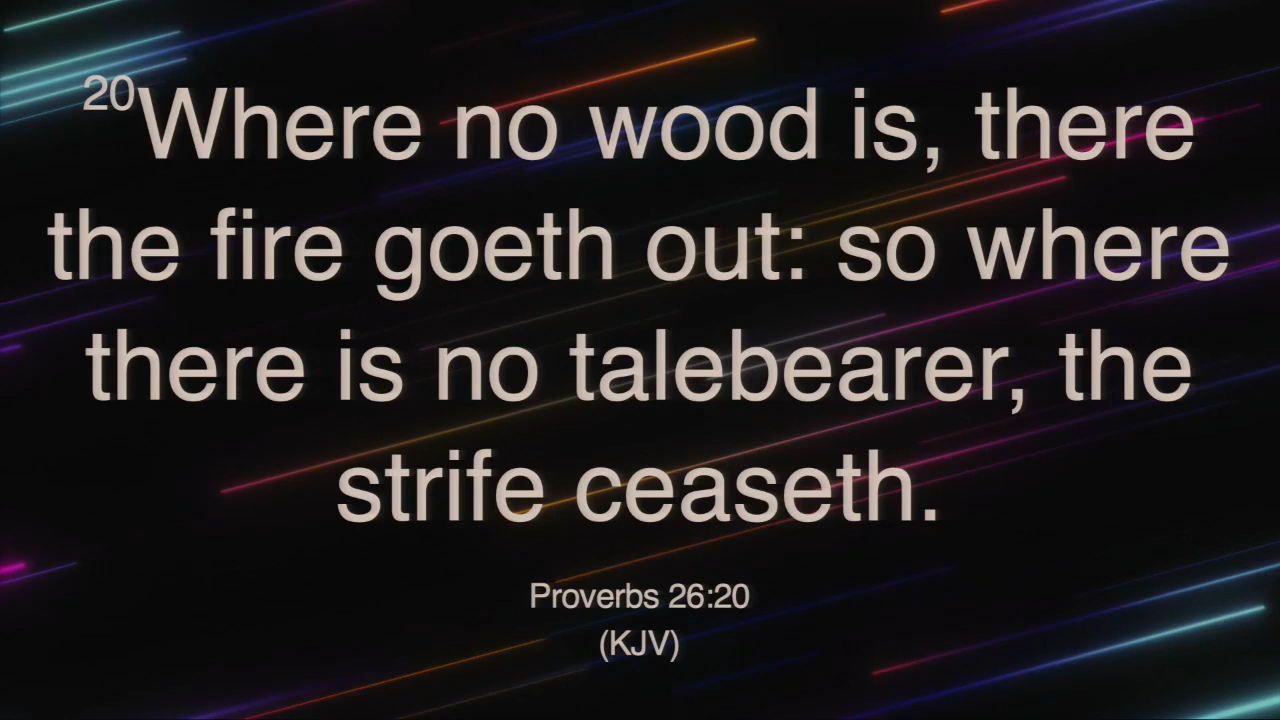 20Where no wood is, there
the fire goeth out: so where
there is no talebearer, the
strife ceaseth.
Proverbs 26:20
(KJV)